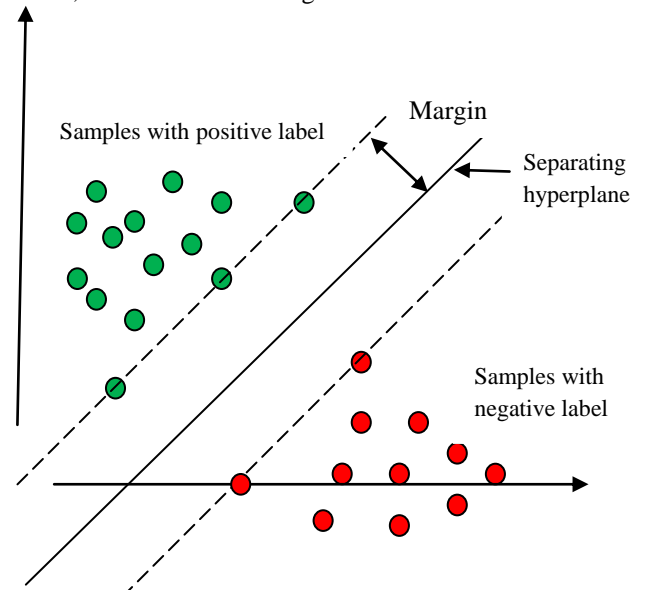 Margin
Samples with positive label
Separating
hyperplane
Samples with
negative label